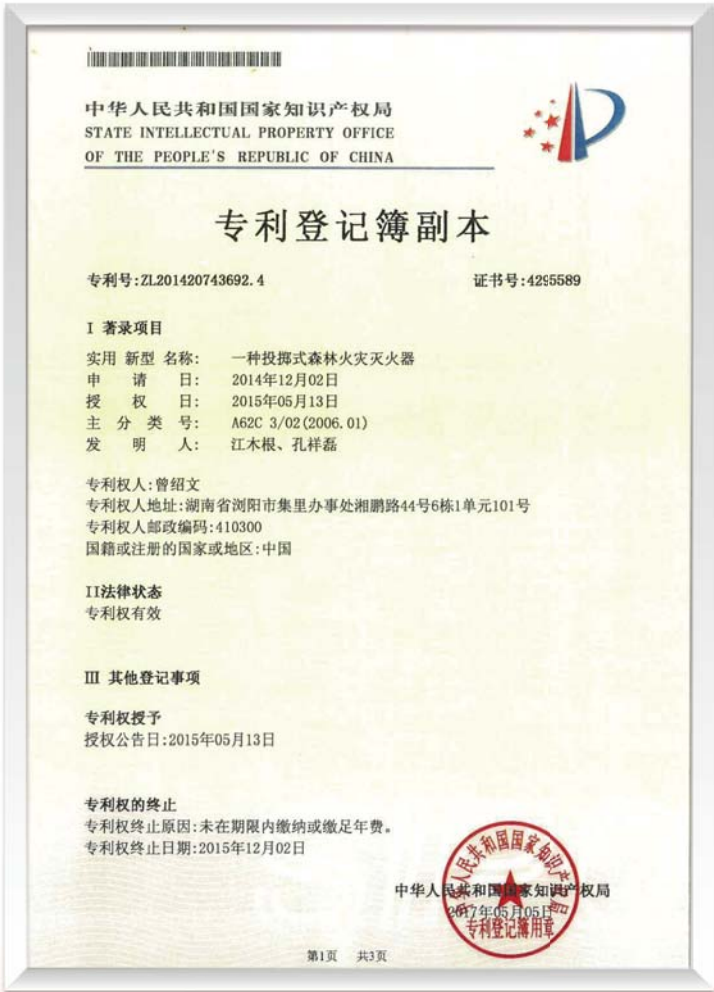 中华人民共和国国家知识产权局
STATE INTELLECTUAL PROPERTY OFFICE
OF THE PEOPLE'S REPUBLIC OF CHINA
专利登记簿副本
专利号:ZL201420743692.4 证书号:4295589
I 著录项目
实用 新型 名称: 一种投掷式森林火灾灭火器
申 请 日: 2014年12月02日
授 权 日: 2015年05月13日
主 分 类 号: A62C 3/02(2006.01)
发 明 人: 江木根、孔祥磊
专利权人:曾绍文
专利权人地址:湖南省浏阳市集里办事处湘鹏路44号6栋1单元101号
专利权人邮政编码:410300
国籍或注册的国家或地区:中国
II法律状态
专利权有效
III 其他登记事项
专利权授予
授权公告日:2015年05月13日
专利权的终止
专利权终止原因:未在期限内缴纳或缴足年费。
专利权终止日期:2015年12月02日
中华人民共和国国家知识产权局
中华人民共和国国家知识产权局
2017年05月05日
专利登记簿用章
第1页 共3页